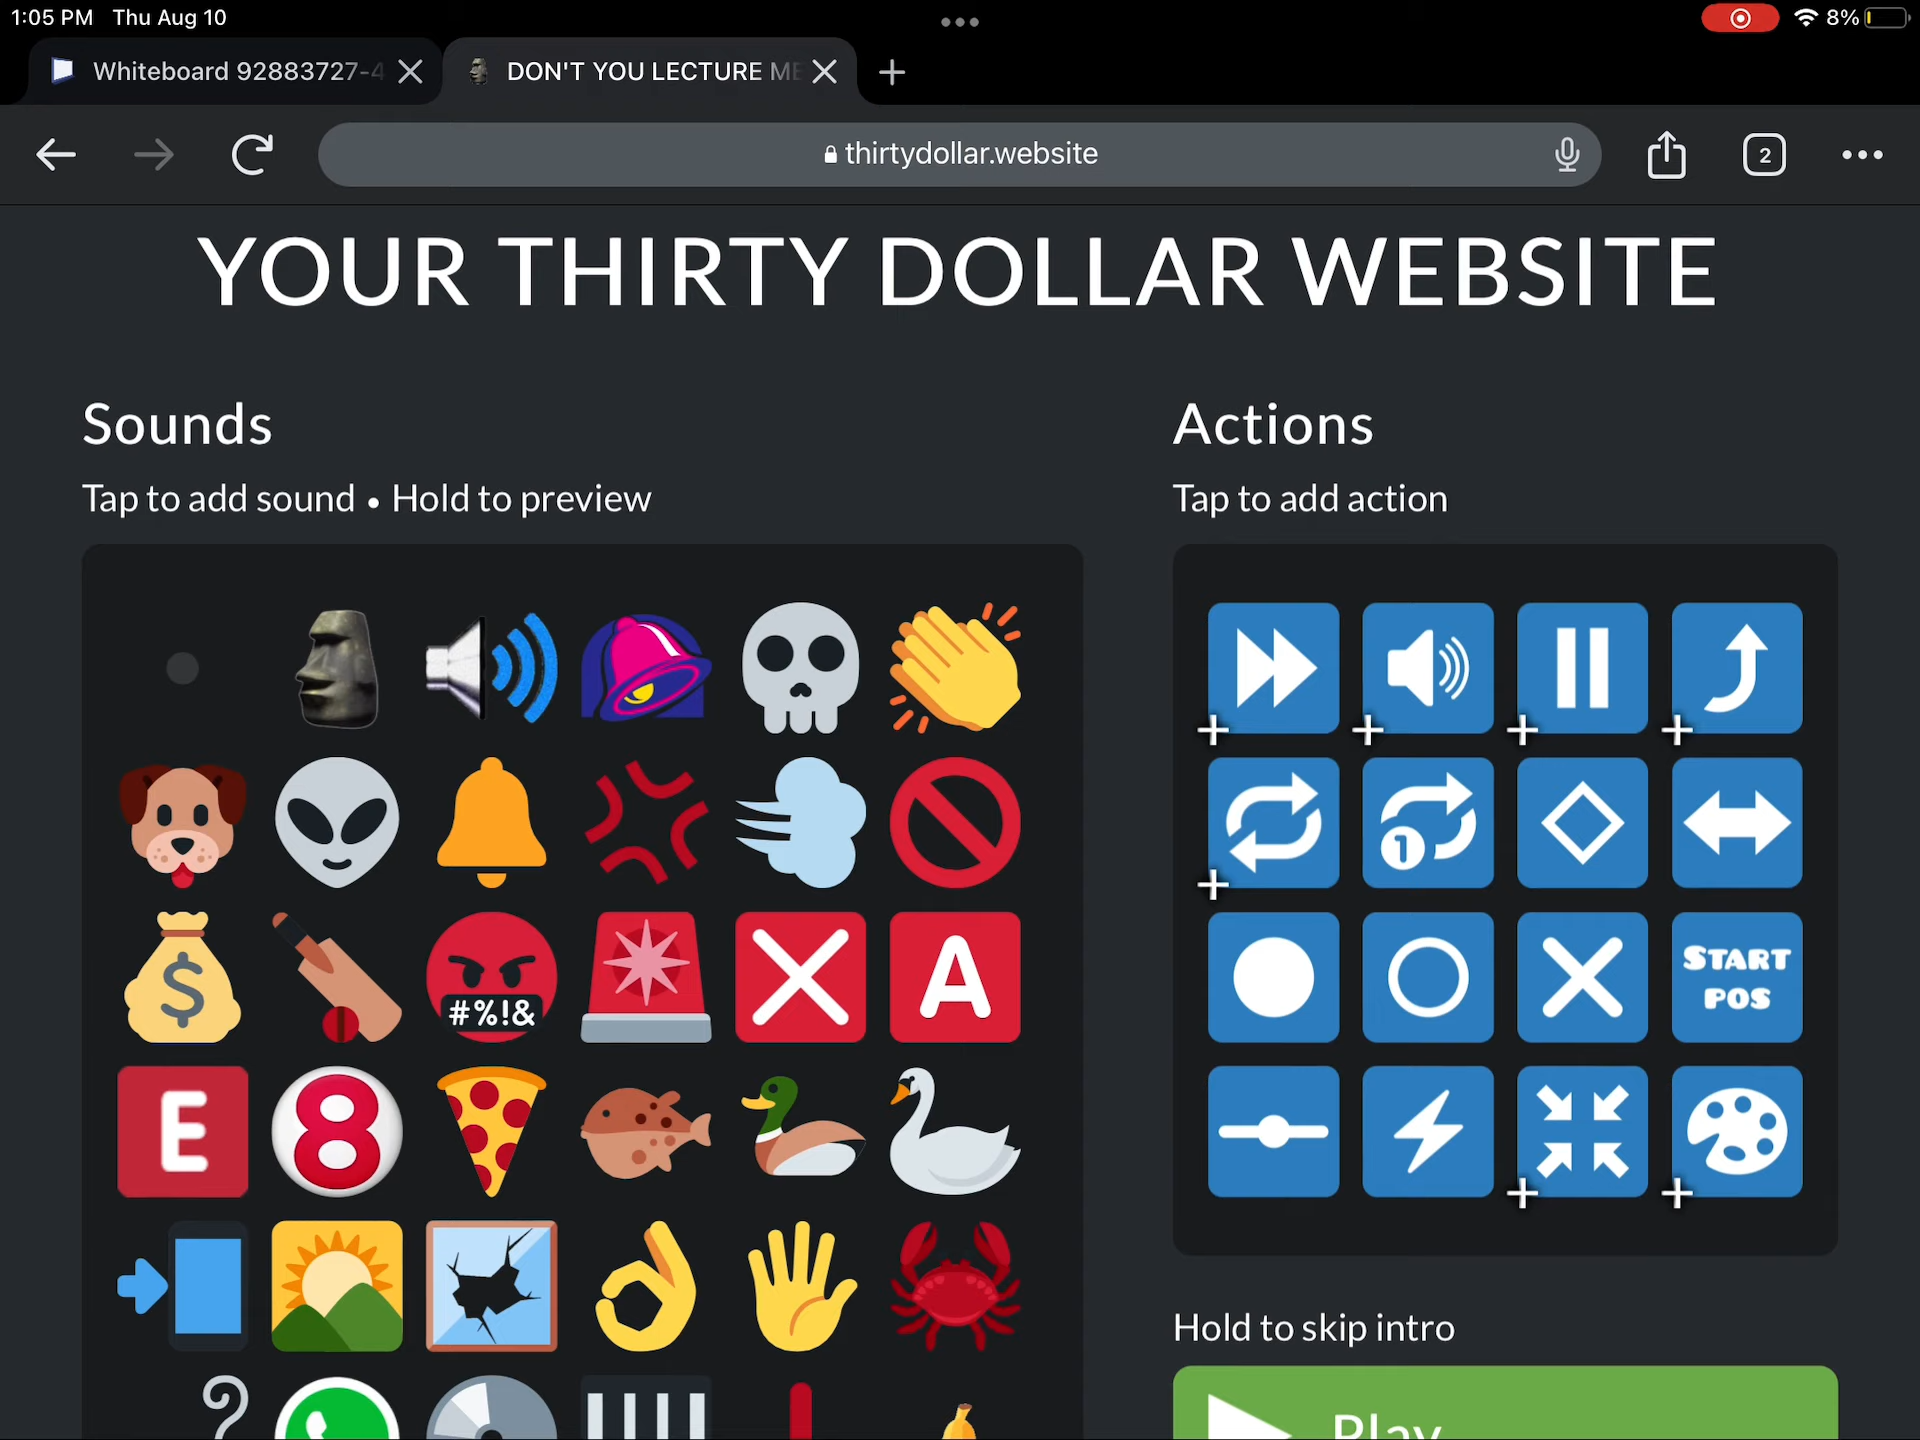 1:05 PM Thu Aug 10
8%
Whiteboard 92883727-4
DON'T YOU LECTURE ME
thirtydollar.website
2
YOUR THIRTY DOLLAR WEBSITE
Sounds
Actions
Tap to add sound • Hold to preview
Tap to add action
$
#%!&
A
START
POS
1
E
8
Hold to skip intro
Play